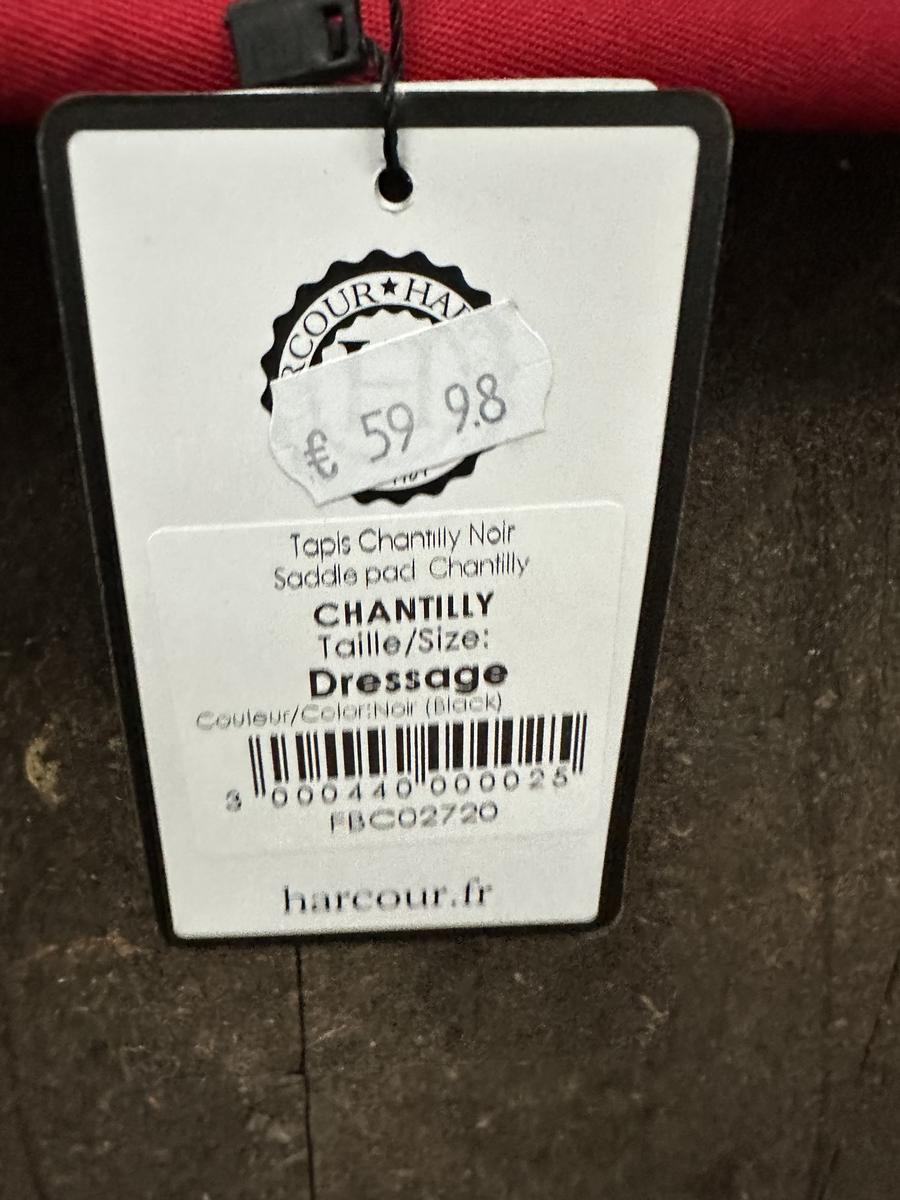 HARCOUR★HAR
€ 59 9.8
Tapis Chantilly Noir
Saddle pad Chantilly
CHANTILLY
Taille/Size:
Dressage
Couleur/Color:Noir (Black)
3 000440 000025
FBC02720
harcour.fr